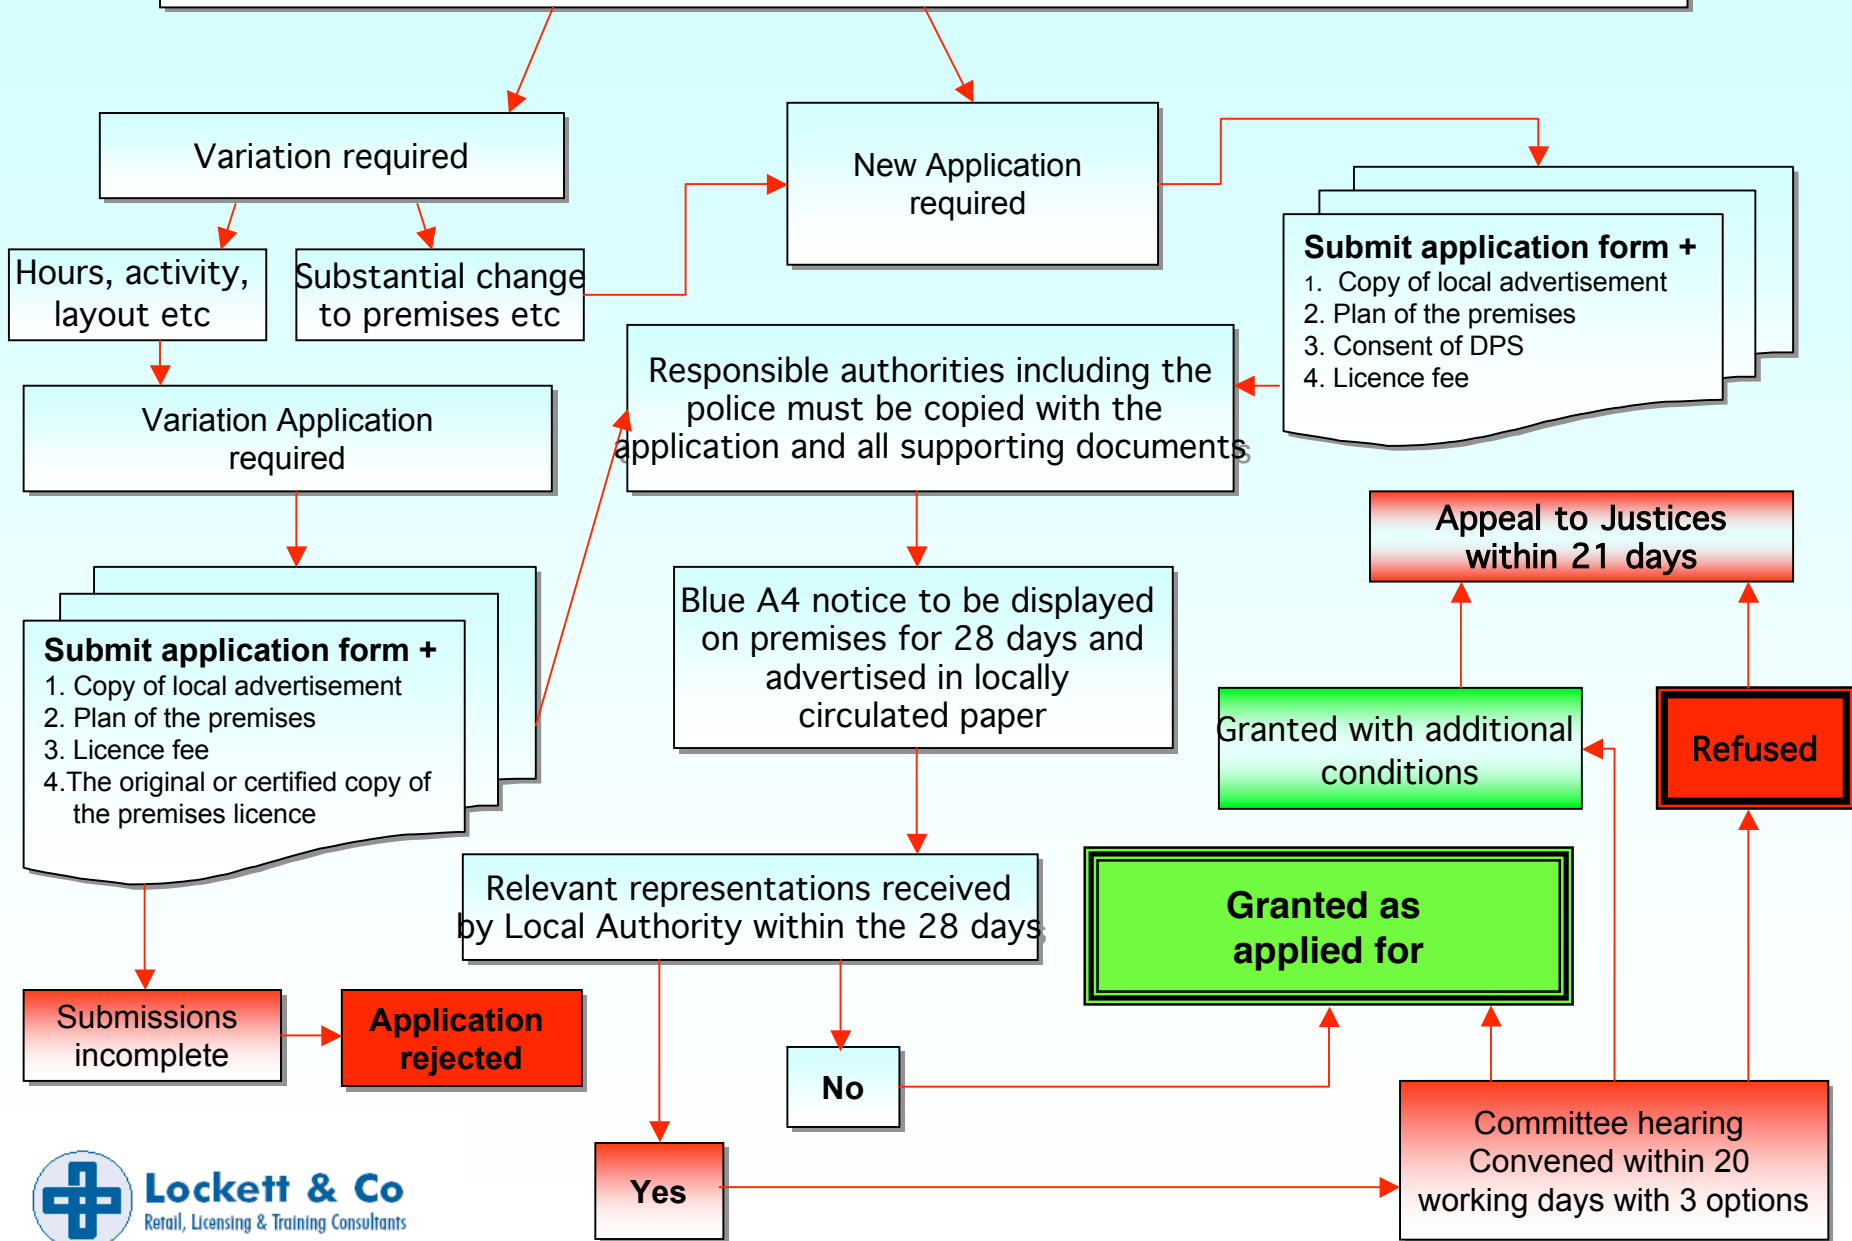 Variation required
New Application
required
Hours, activity,
layout etc
Substantial change
to premises etc
Submit application form +
1. Copy of local advertisement
2. Plan of the premises
3. Consent of DPS
4. Licence fee
Variation Application
required
Responsible authorities including the
police must be copied with the
application and all supporting documents
Appeal to Justices
within 21 days
Submit application form +
1. Copy of local advertisement
2. Plan of the premises
3. Licence fee
4.The original or certified copy of
the premises licence
Blue A4 notice to be displayed
on premises for 28 days and
advertised in locally
circulated paper
Granted with additional
conditions
Refused
Relevant representations received
by Local Authority within the 28 days
Granted as
applied for
Submissions
incomplete
Application
rejected
No
Yes
Committee hearing
Convened within 20
working days with 3 options
Lockett & Co
Retail, Licensing & Training Consultants